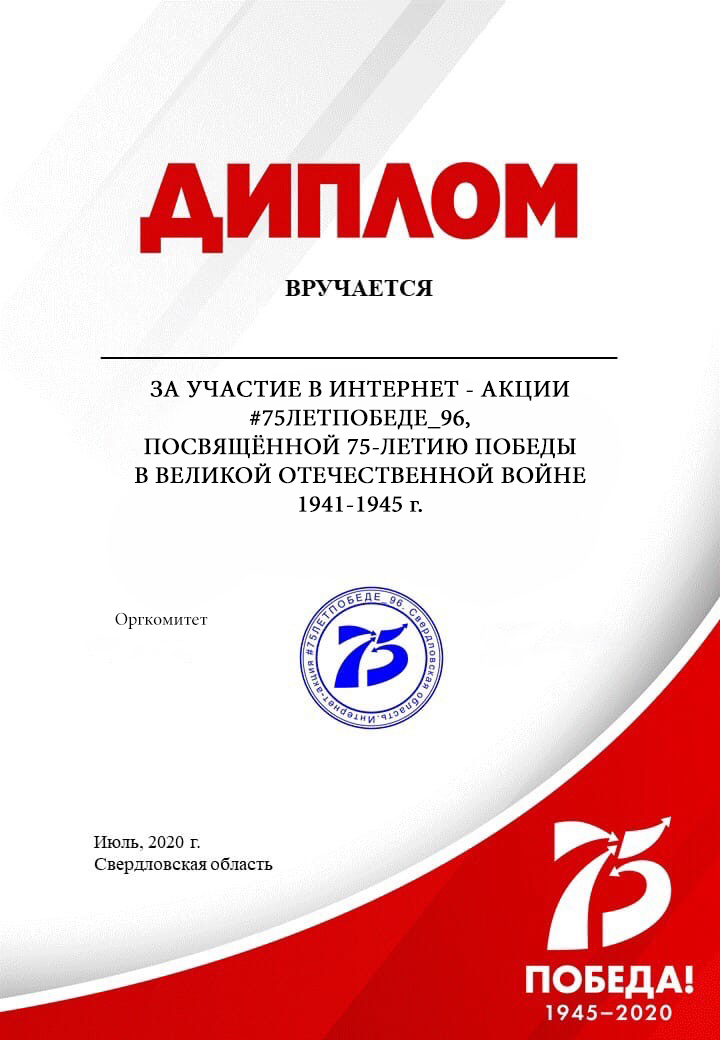 ДИПЛОМ
ВРУЧАЕТСЯ
ЗА УЧАСТИЕ В ИНТЕРНЕТ - АКЦИИ
#75ЛЕТПОБЕДЕ_96,
ПОСВЯЩЁННОЙ 75-ЛЕТИЮ ПОБЕДЫ
В ВЕЛИКОЙ ОТЕЧЕСТВЕННОЙ ВОЙНЕ
1941-1945 г.
Оргкомитет
Интернет-акция #75ЛЕТПОБЕДЕ_96. Свердловская область.
75
Июль, 2020 г.
Свердловская область
75
ПОБЕДА!
1945–2020